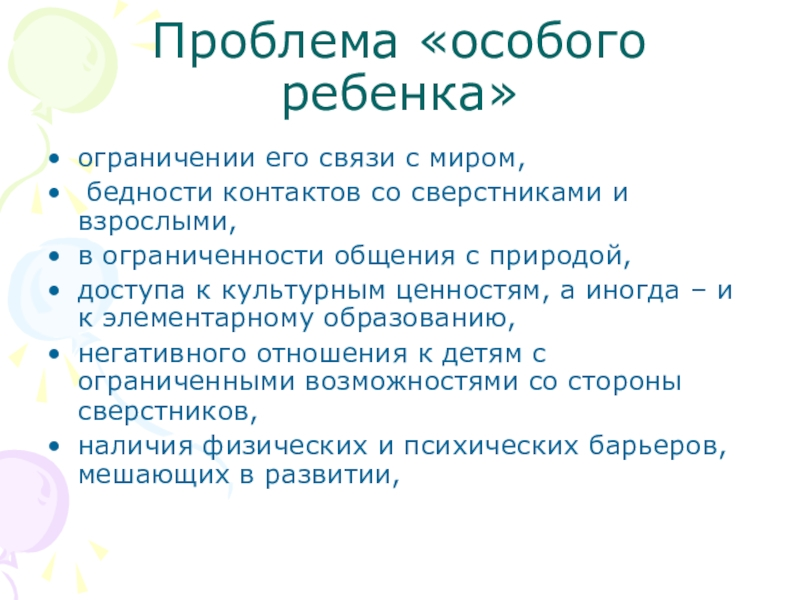 Проблема «особого
ребенка»
• ограничении его связи с миром,
• бедности контактов со сверстниками и
взрослыми,
• в ограниченности общения с природой,
• доступа к культурным ценностям, а иногда – и
к элементарному образованию,
• негативного отношения к детям с
ограниченными возможностями со стороны
сверстников,
• наличия физических и психических барьеров,
мешающих в развитии,